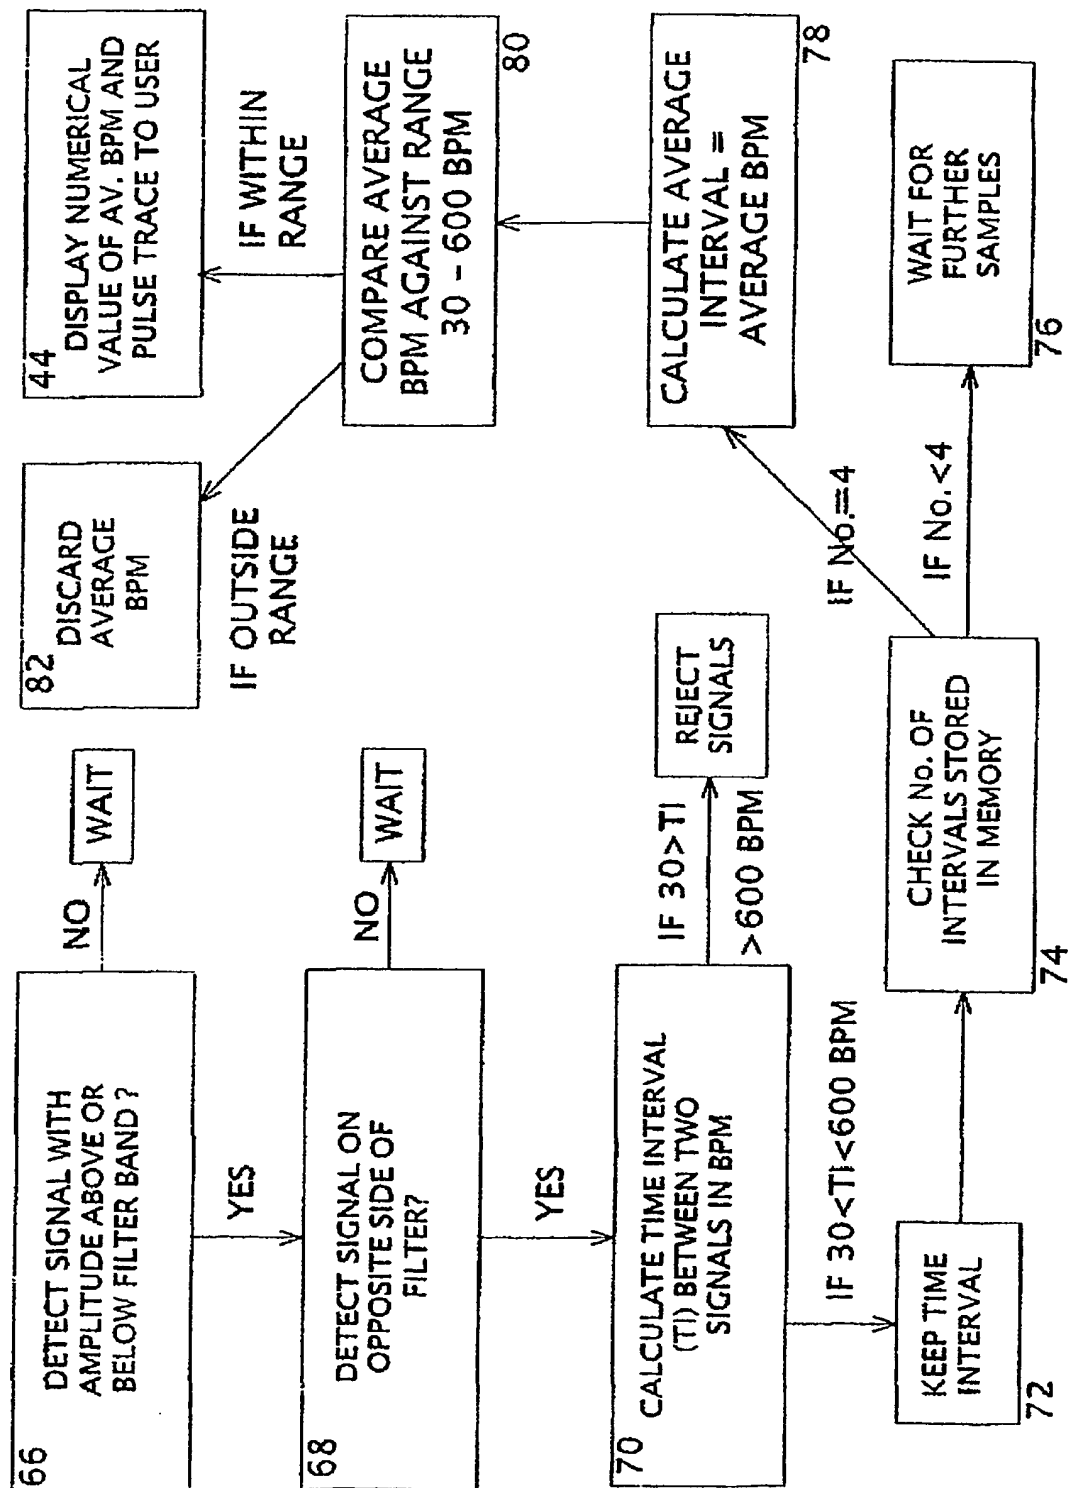 66
DETECT SIGNAL WITH
AMPLITUDE ABOVE OR
BELOW FILTER BAND ?
NO
WAIT
YES
68
DETECT SIGNAL ON
OPPOSITE SIDE OF
FILTER?
NO
WAIT
YES
70
CALCULATE TIME INTERVAL
(TI) BETWEEN TWO
SIGNALS IN BPM
IF 30>TI
>600 BPM
REJECT
SIGNALS
IF 30<TI<600 BPM
KEEP TIME
INTERVAL
72
CHECK No. OF
INTERVALS STORED
IN MEMORY
74
IF No.=4
IF No.<4
WAIT FOR
FURTHER
SAMPLES
76
CALCULATE AVERAGE
INTERVAL =
AVERAGE BPM
78
COMPARE AVERAGE
BPM AGAINST RANGE
30 – 600 BPM
80
IF OUTSIDE
RANGE
82
DISCARD
AVERAGE
BPM
IF WITHIN
RANGE
44
DISPLAY NUMERICAL
VALUE OF AV. BPM AND
PULSE TRACE TO USER